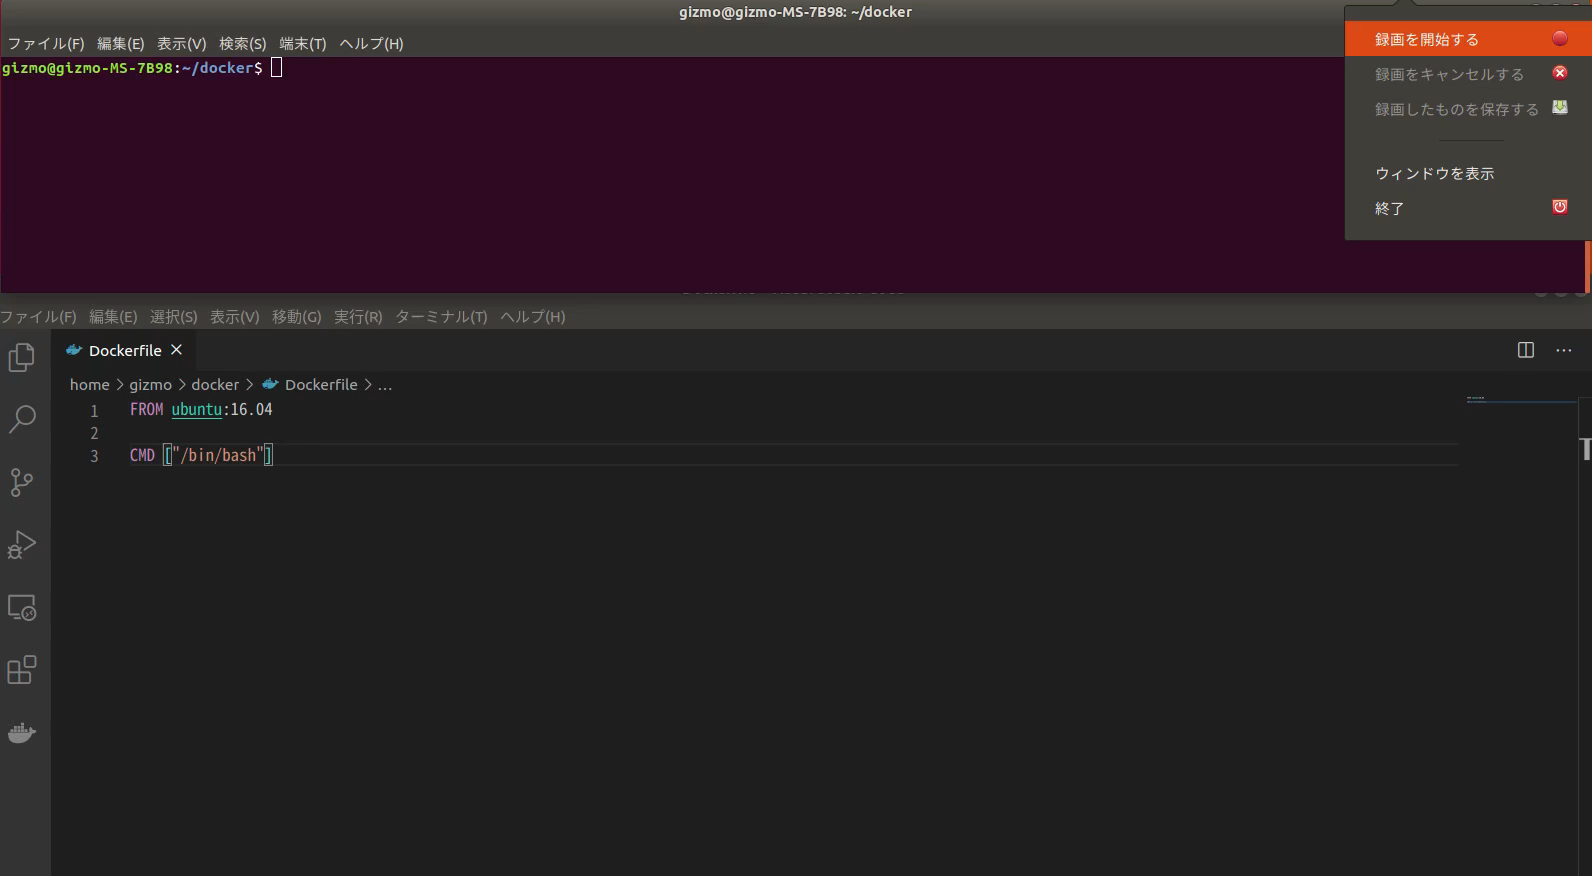 gizmo@gizmo-MS-7B98: ~/docker
ファイル(F) 編集(E) 表示(V) 検索(S) 端末(T) ヘルプ(H)
gizmo@gizmo-MS-7B98:~/docker$
録画を開始する
録画をキャンセルする
録画したものを保存する
ウィンドウを表示
終了
ファイル(F) 編集(E) 選択(S) 表示(V) 移動(G) 実行(R) ターミナル(T) ヘルプ(H)
Dockerfile
home > gizmo > docker > Dockerfile > ...
1 FROM ubuntu:16.04
2
3 CMD ["/bin/bash"]